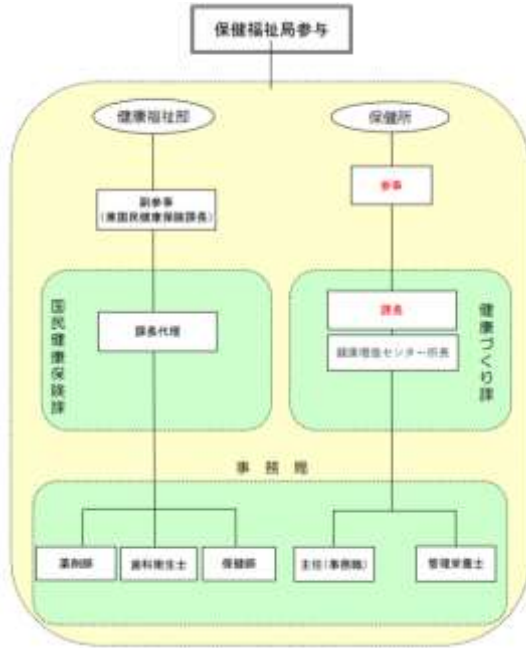 保健福祉局参与
健康福祉部
保健所
参事
副参事
(兼国民健康保険課長)
国民健康保険課
課長代理
課長
健康増進センター所長
健康づくり課
事務局
薬剤師
歯科衛生士
保健師
主任(事務職)
管理栄養士